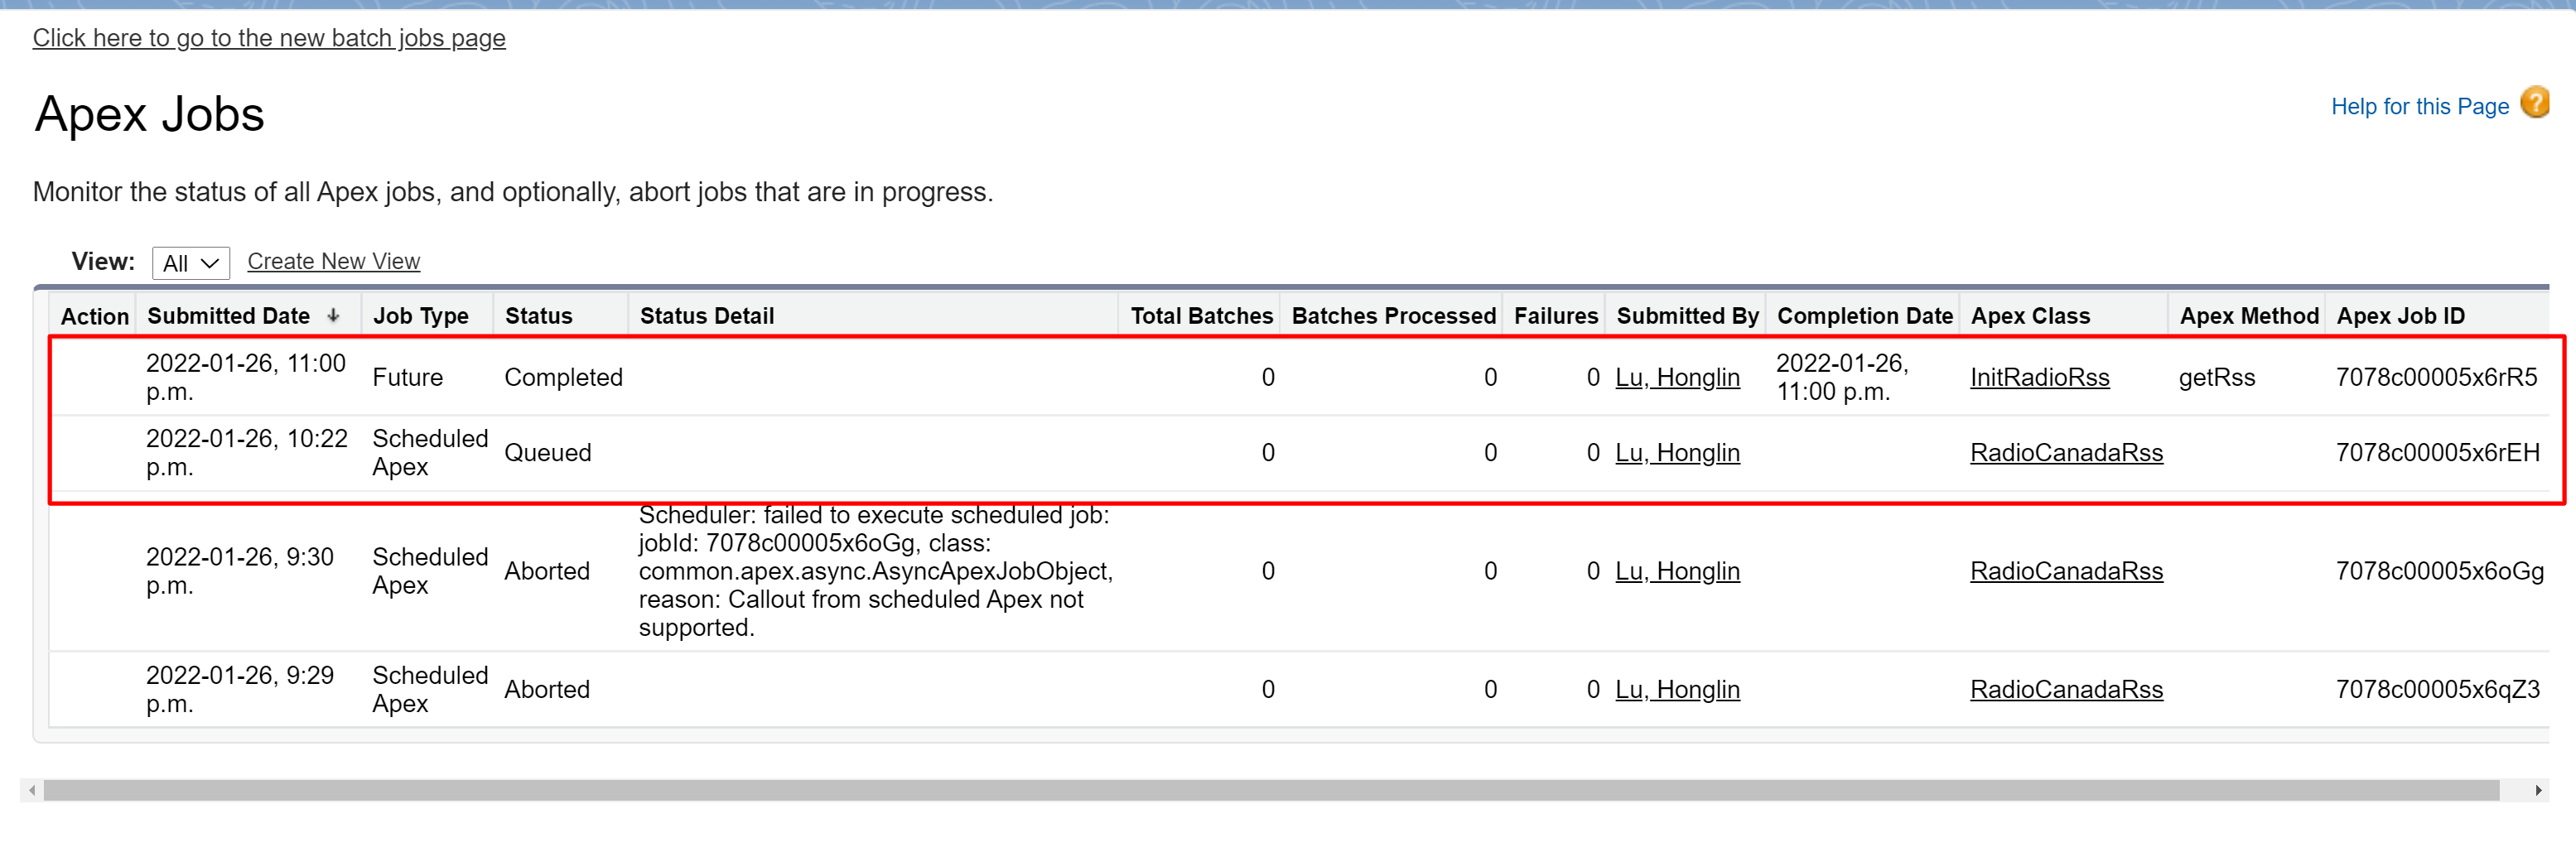 Click here to go to the new batch jobs page
Apex Jobs
Help for this Page ?
Monitor the status of all Apex jobs, and optionally, abort jobs that are in progress.
View: All Create New View
Action Submitted Date Job Type Status Status Detail Total Batches Batches Processed Failures Submitted By Completion Date Apex Class Apex Method Apex Job ID
2022-01-26, 11:00 p.m. Future Completed 0 0 0 Lu, Honglin 2022-01-26, 11:00 p.m. InitRadioRss getRss 7078c00005x6rR5
2022-01-26, 10:22 p.m. Scheduled Apex Queued 0 0 0 Lu, Honglin RadioCanadaRss 7078c00005x6rEH
2022-01-26, 9:30 p.m. Scheduled Apex Aborted Scheduler: failed to execute scheduled job: jobId: 7078c00005x6oGg, class: common.apex.async.AsyncApexJobObject, reason: Callout from scheduled Apex not supported. 0 0 0 Lu, Honglin RadioCanadaRss 7078c00005x6oGg
2022-01-26, 9:29 p.m. Scheduled Apex Aborted 0 0 0 Lu, Honglin RadioCanadaRss 7078c00005x6qZ3